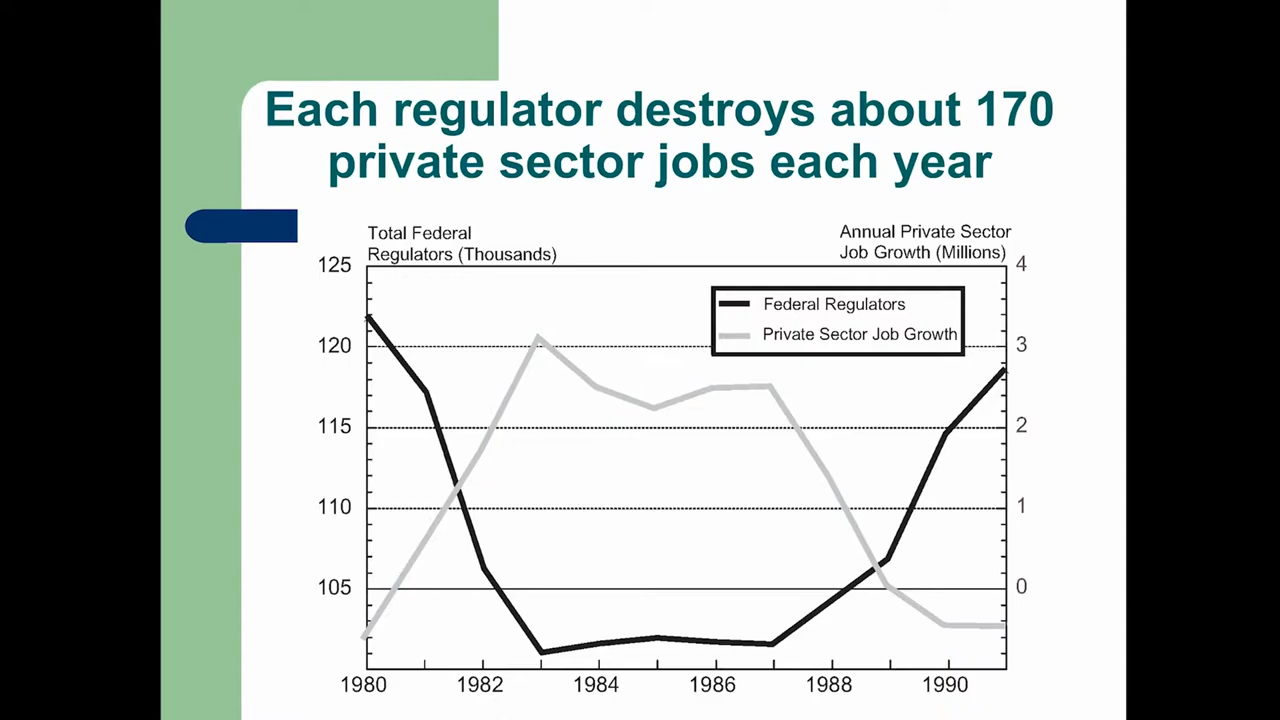 Each regulator destroys about 170
private sector jobs each year
Total Federal
Regulators (Thousands)
Annual Private Sector
Job Growth (Millions)
125
120
115
110
105
4
3
2
1
0
Federal Regulators
Private Sector Job Growth
1980
1982
1984
1986
1988
1990